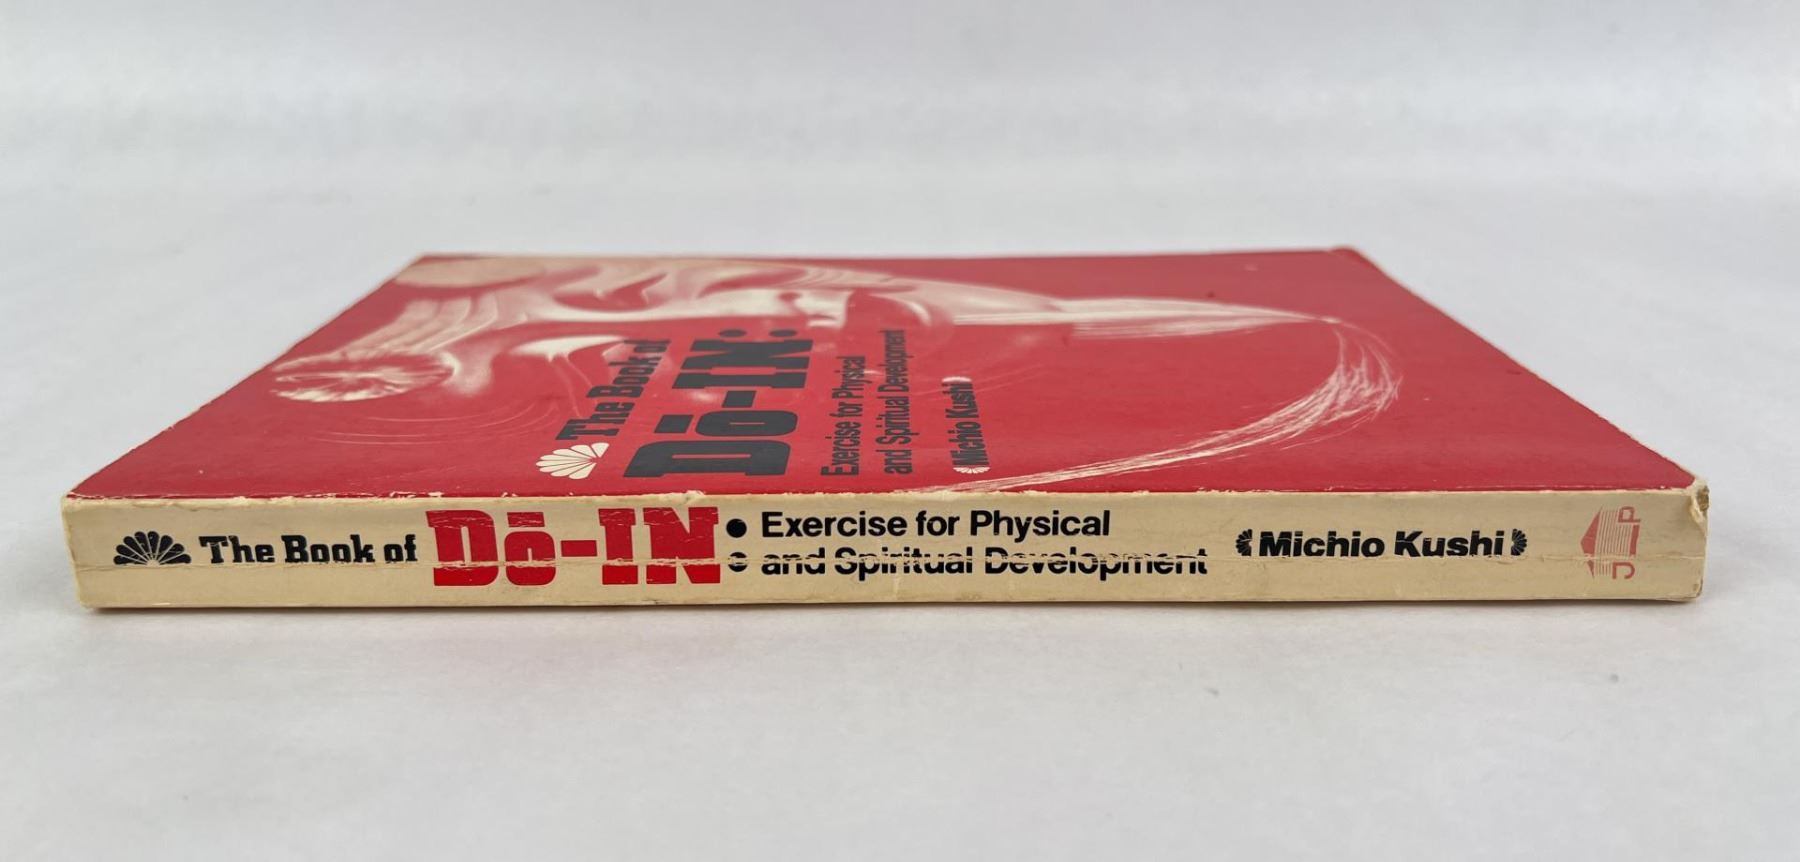 The Book of
Dō-IN:
Exercise for Physical
and Spiritual Development
Michio Kushi
The Book of Dō-IN: Exercise for Physical
and Spiritual Development
Michio Kushi
JP